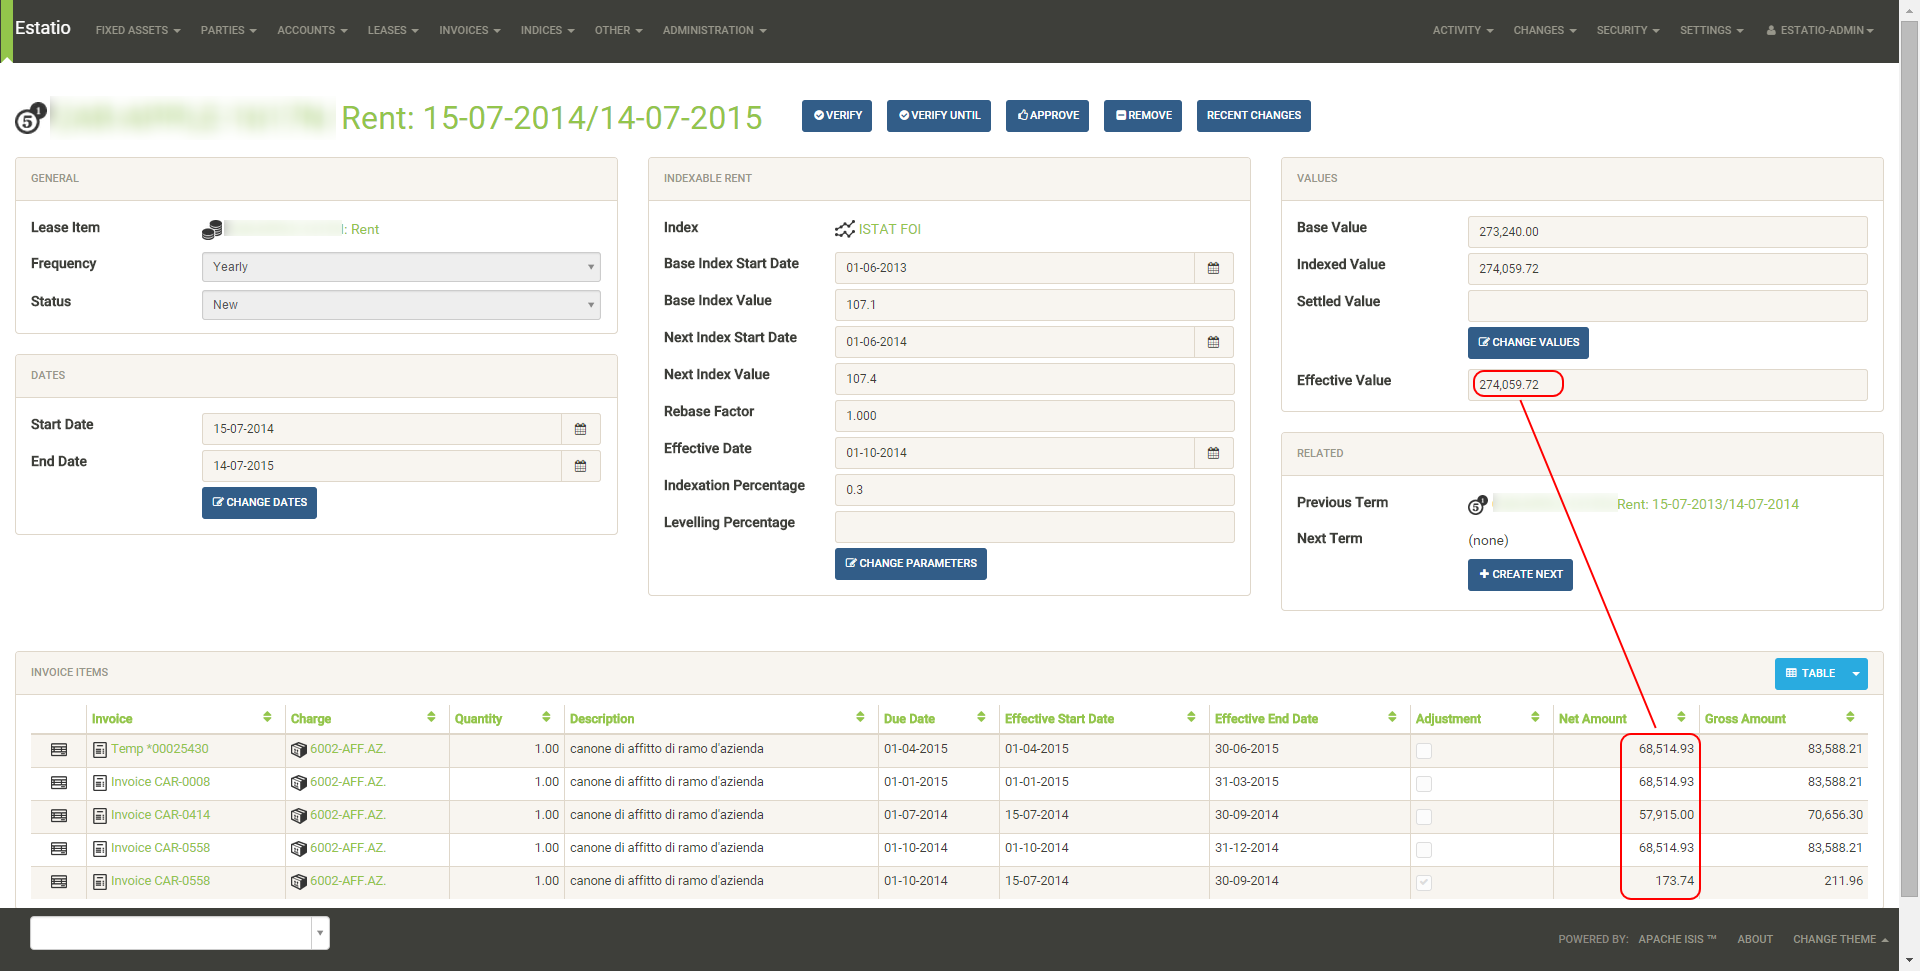 Estatio FIXED ASSETS PARTIES ACCOUNTS LEASES INVOICES INDICES OTHER ADMINISTRATION ACTIVITY CHANGES SECURITY SETTINGS ESTATIO-ADMIN
Rent: 15-07-2014/14-07-2015 VERIFY VERIFY UNTIL APPROVE REMOVE RECENT CHANGES
GENERAL
Lease Item : Rent
Frequency Yearly
Status New
DATES
Start Date 15-07-2014
End Date 14-07-2015
CHANGE DATES
INDEXABLE RENT
Index ISTAT FOI
Base Index Start Date 01-06-2013
Base Index Value 107.1
Next Index Start Date 01-06-2014
Next Index Value 107.4
Rebase Factor 1.000
Effective Date 01-10-2014
Indexation Percentage 0.3
Levelling Percentage
CHANGE PARAMETERS
VALUES
Base Value 273,240.00
Indexed Value 274,059.72
Settled Value
CHANGE VALUES
Effective Value 274,059.72
RELATED
Previous Term Rent: 15-07-2013/14-07-2014
Next Term (none)
CREATE NEXT
INVOICE ITEMS TABLE
Invoice Charge Quantity Description Due Date Effective Start Date Effective End Date Adjustment Net Amount Gross Amount
Temp *00025430 6002-AFF.AZ. 1.00 canone di affitto di ramo d'azienda 01-04-2015 01-04-2015 30-06-2015 68,514.93 83,588.21
Invoice CAR-0008 6002-AFF.AZ. 1.00 canone di affitto di ramo d'azienda 01-01-2015 01-01-2015 31-03-2015 68,514.93 83,588.21
Invoice CAR-0414 6002-AFF.AZ. 1.00 canone di affitto di ramo d'azienda 01-07-2014 15-07-2014 30-09-2014 57,915.00 70,656.30
Invoice CAR-0558 6002-AFF.AZ. 1.00 canone di affitto di ramo d'azienda 01-10-2014 01-10-2014 31-12-2014 68,514.93 83,588.21
Invoice CAR-0558 6002-AFF.AZ. 1.00 canone di affitto di ramo d'azienda 01-10-2014 15-07-2014 30-09-2014 173.74 211.96
POWERED BY: APACHE ISIS ™ ABOUT CHANGE THEME